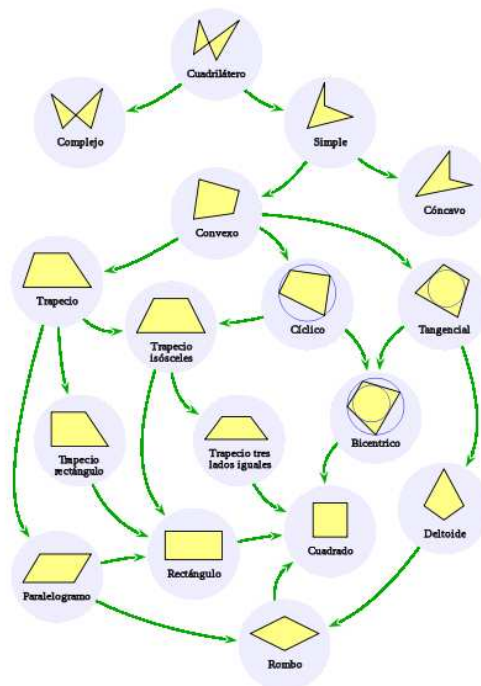 Cuadrilátero
Complejo
Simple
Cóncavo
Convexo
Trapecio
Trapecio
isósceles
Cíclico
Tangencial
Trapecio
rectángulo
Trapecio tres
lados iguales
Bicentrico
Deltoide
Cuadrado
Rectángulo
Paralelogramo
Rombo